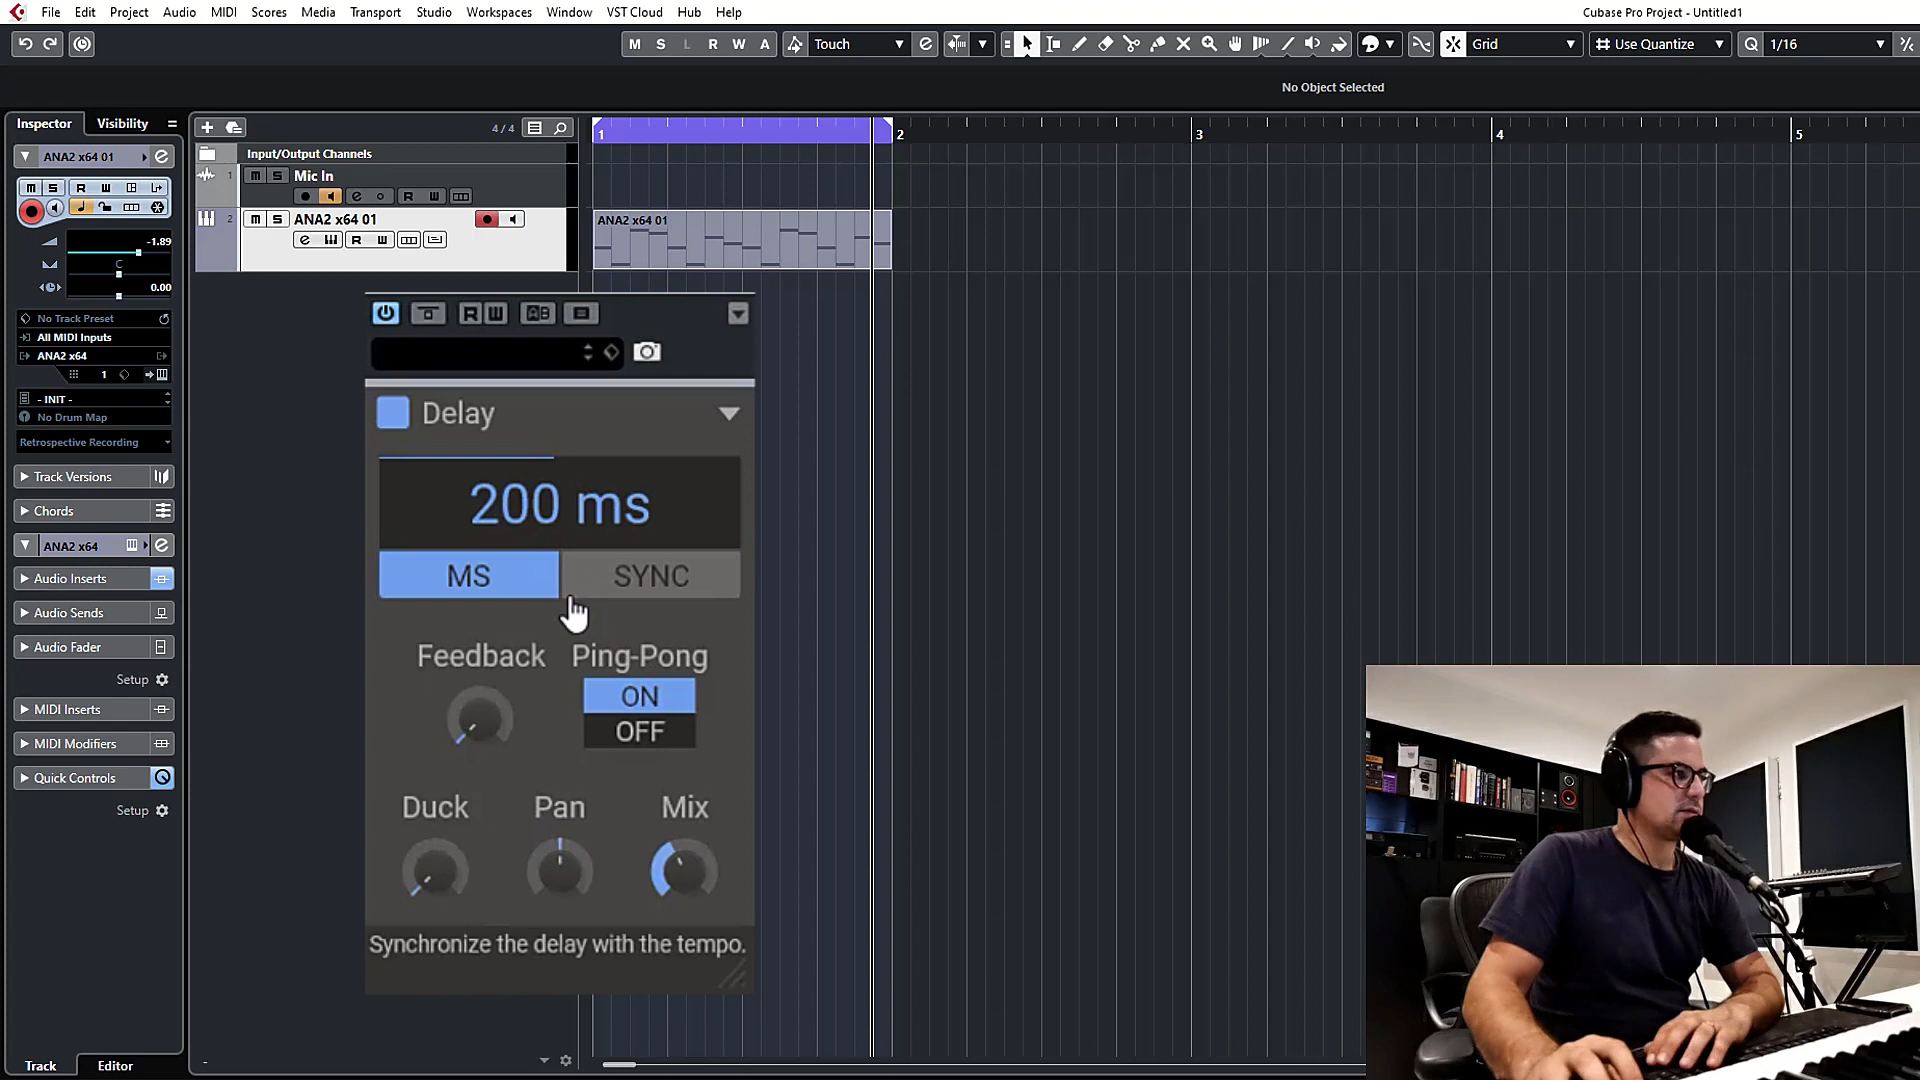 File Edit Project Audio MIDI Scores Media Transport Studio Workspaces Window VST Cloud Hub Help
Cubase Pro Project - Untitled1
M S L R W A
Touch
Grid
Use Quantize
Q
1/16
No Object Selected
Inspector
Visibility
4 / 4
1 2 3 4 5
Input/Output Channels
ANA2 x64 01
1
m S
Mic In
R W
2
m S
ANA2 x64 01
R W
ANA2 x64 01
m S R W
-1.89
C
0.00
No Track Preset
All MIDI Inputs
ANA2 x64
1
- INIT -
No Drum Map
Retrospective Recording
Track Versions
Chords
ANA2 x64
Audio Inserts
Audio Sends
Audio Fader
Setup
MIDI Inserts
MIDI Modifiers
Quick Controls
Setup
Track
Editor
R W
AB
Delay
200 ms
MS
SYNC
Feedback
Ping-Pong
ON
OFF
Duck
Pan
Mix
Synchronize the delay with the tempo.